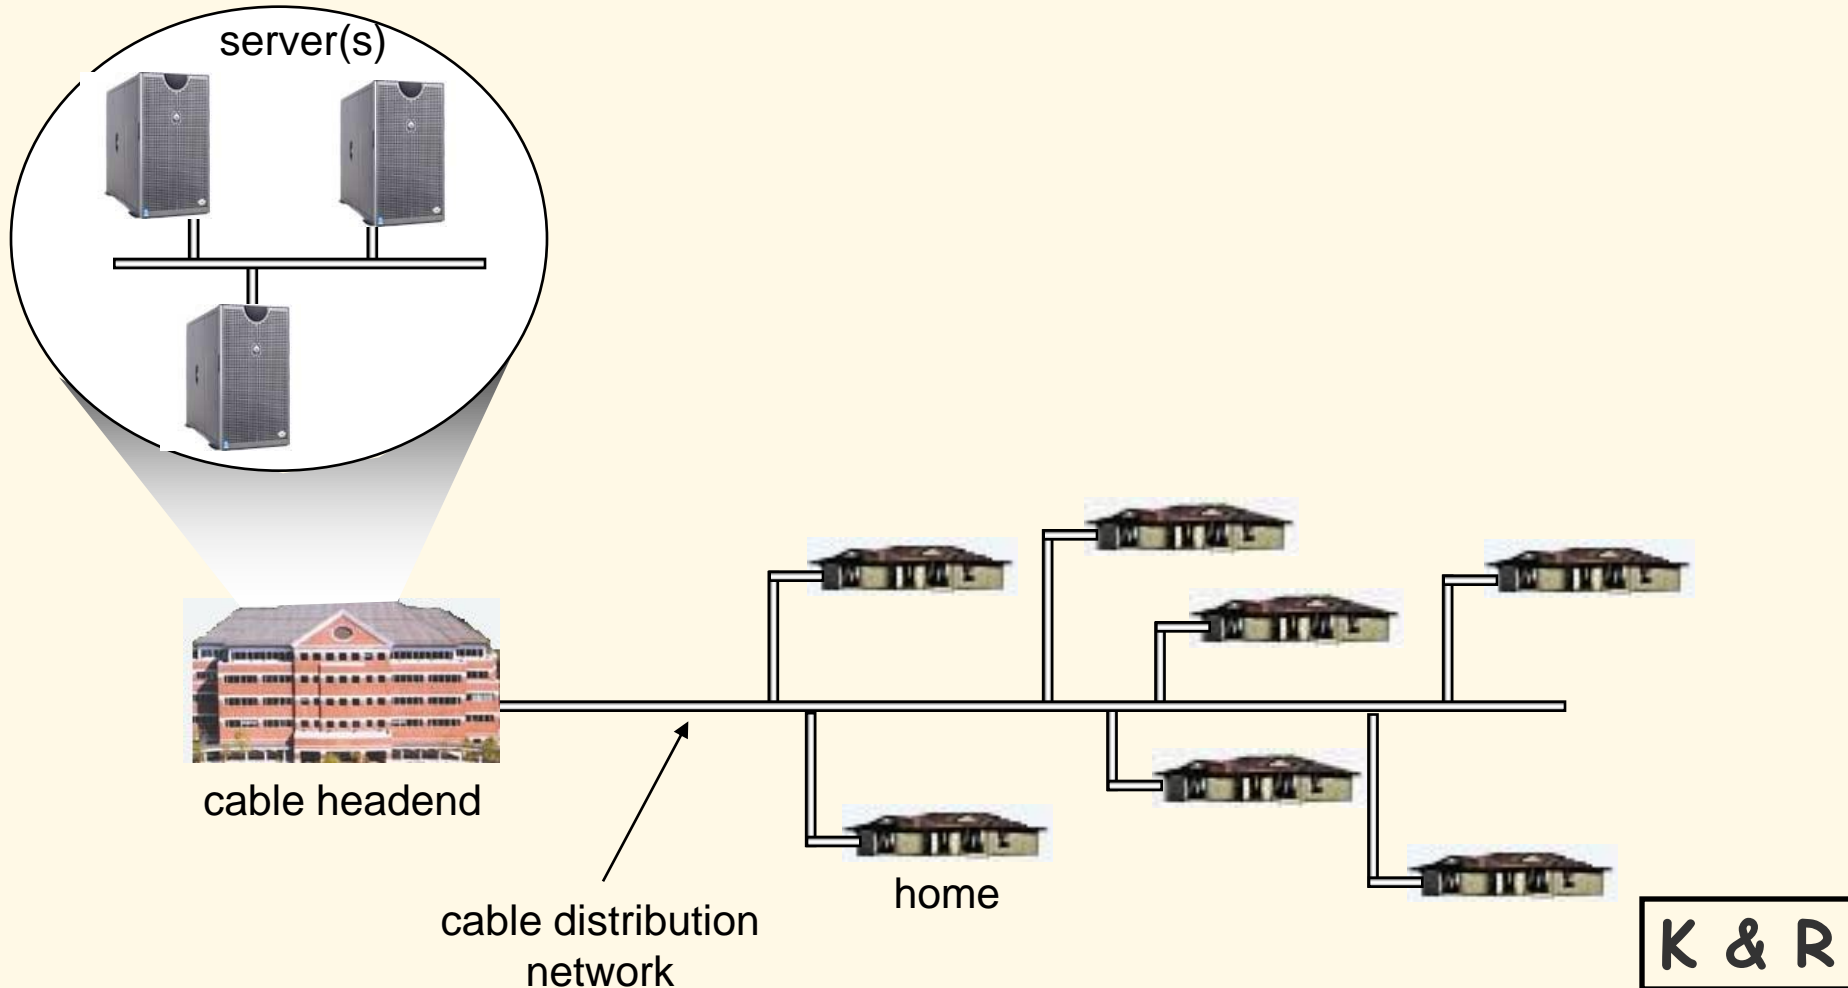 server(s)
cable headend
home
cable distribution
network
K & R